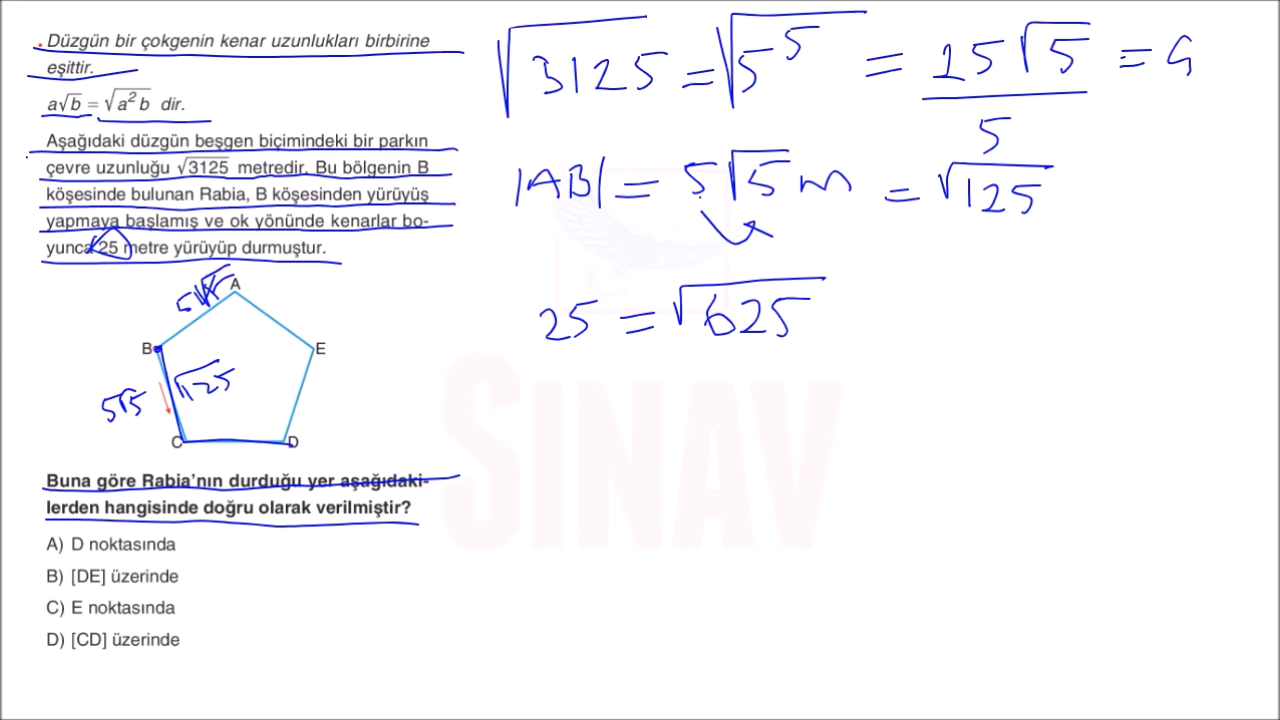 . Düzgün bir çokgenin kenar uzunlukları birbirine
eşittir.
a√b = √a²b dir.
Aşağıdaki düzgün beşgen biçimindeki bir parkın
çevre uzunluğu √3125 metredir. Bu bölgenin B
köşesinde bulunan Rabia, B köşesinden yürüyüş
yapmaya başlamış ve ok yönünde kenarlar bo-
yunca 25 metre yürüyüp durmuştur.
5√5
A
B
E
√125
5√5
C
D
Buna göre Rabia'nın durduğu yer aşağıdaki-
lerden hangisinde doğru olarak verilmiştir?
A) D noktasında
B) [DE] üzerinde
C) E noktasında
D) [CD] üzerinde
√3125 = √5⁵ = 25√5 / 5 = a
|AB| = 5√5 m = √125
25 = √625
SINAV